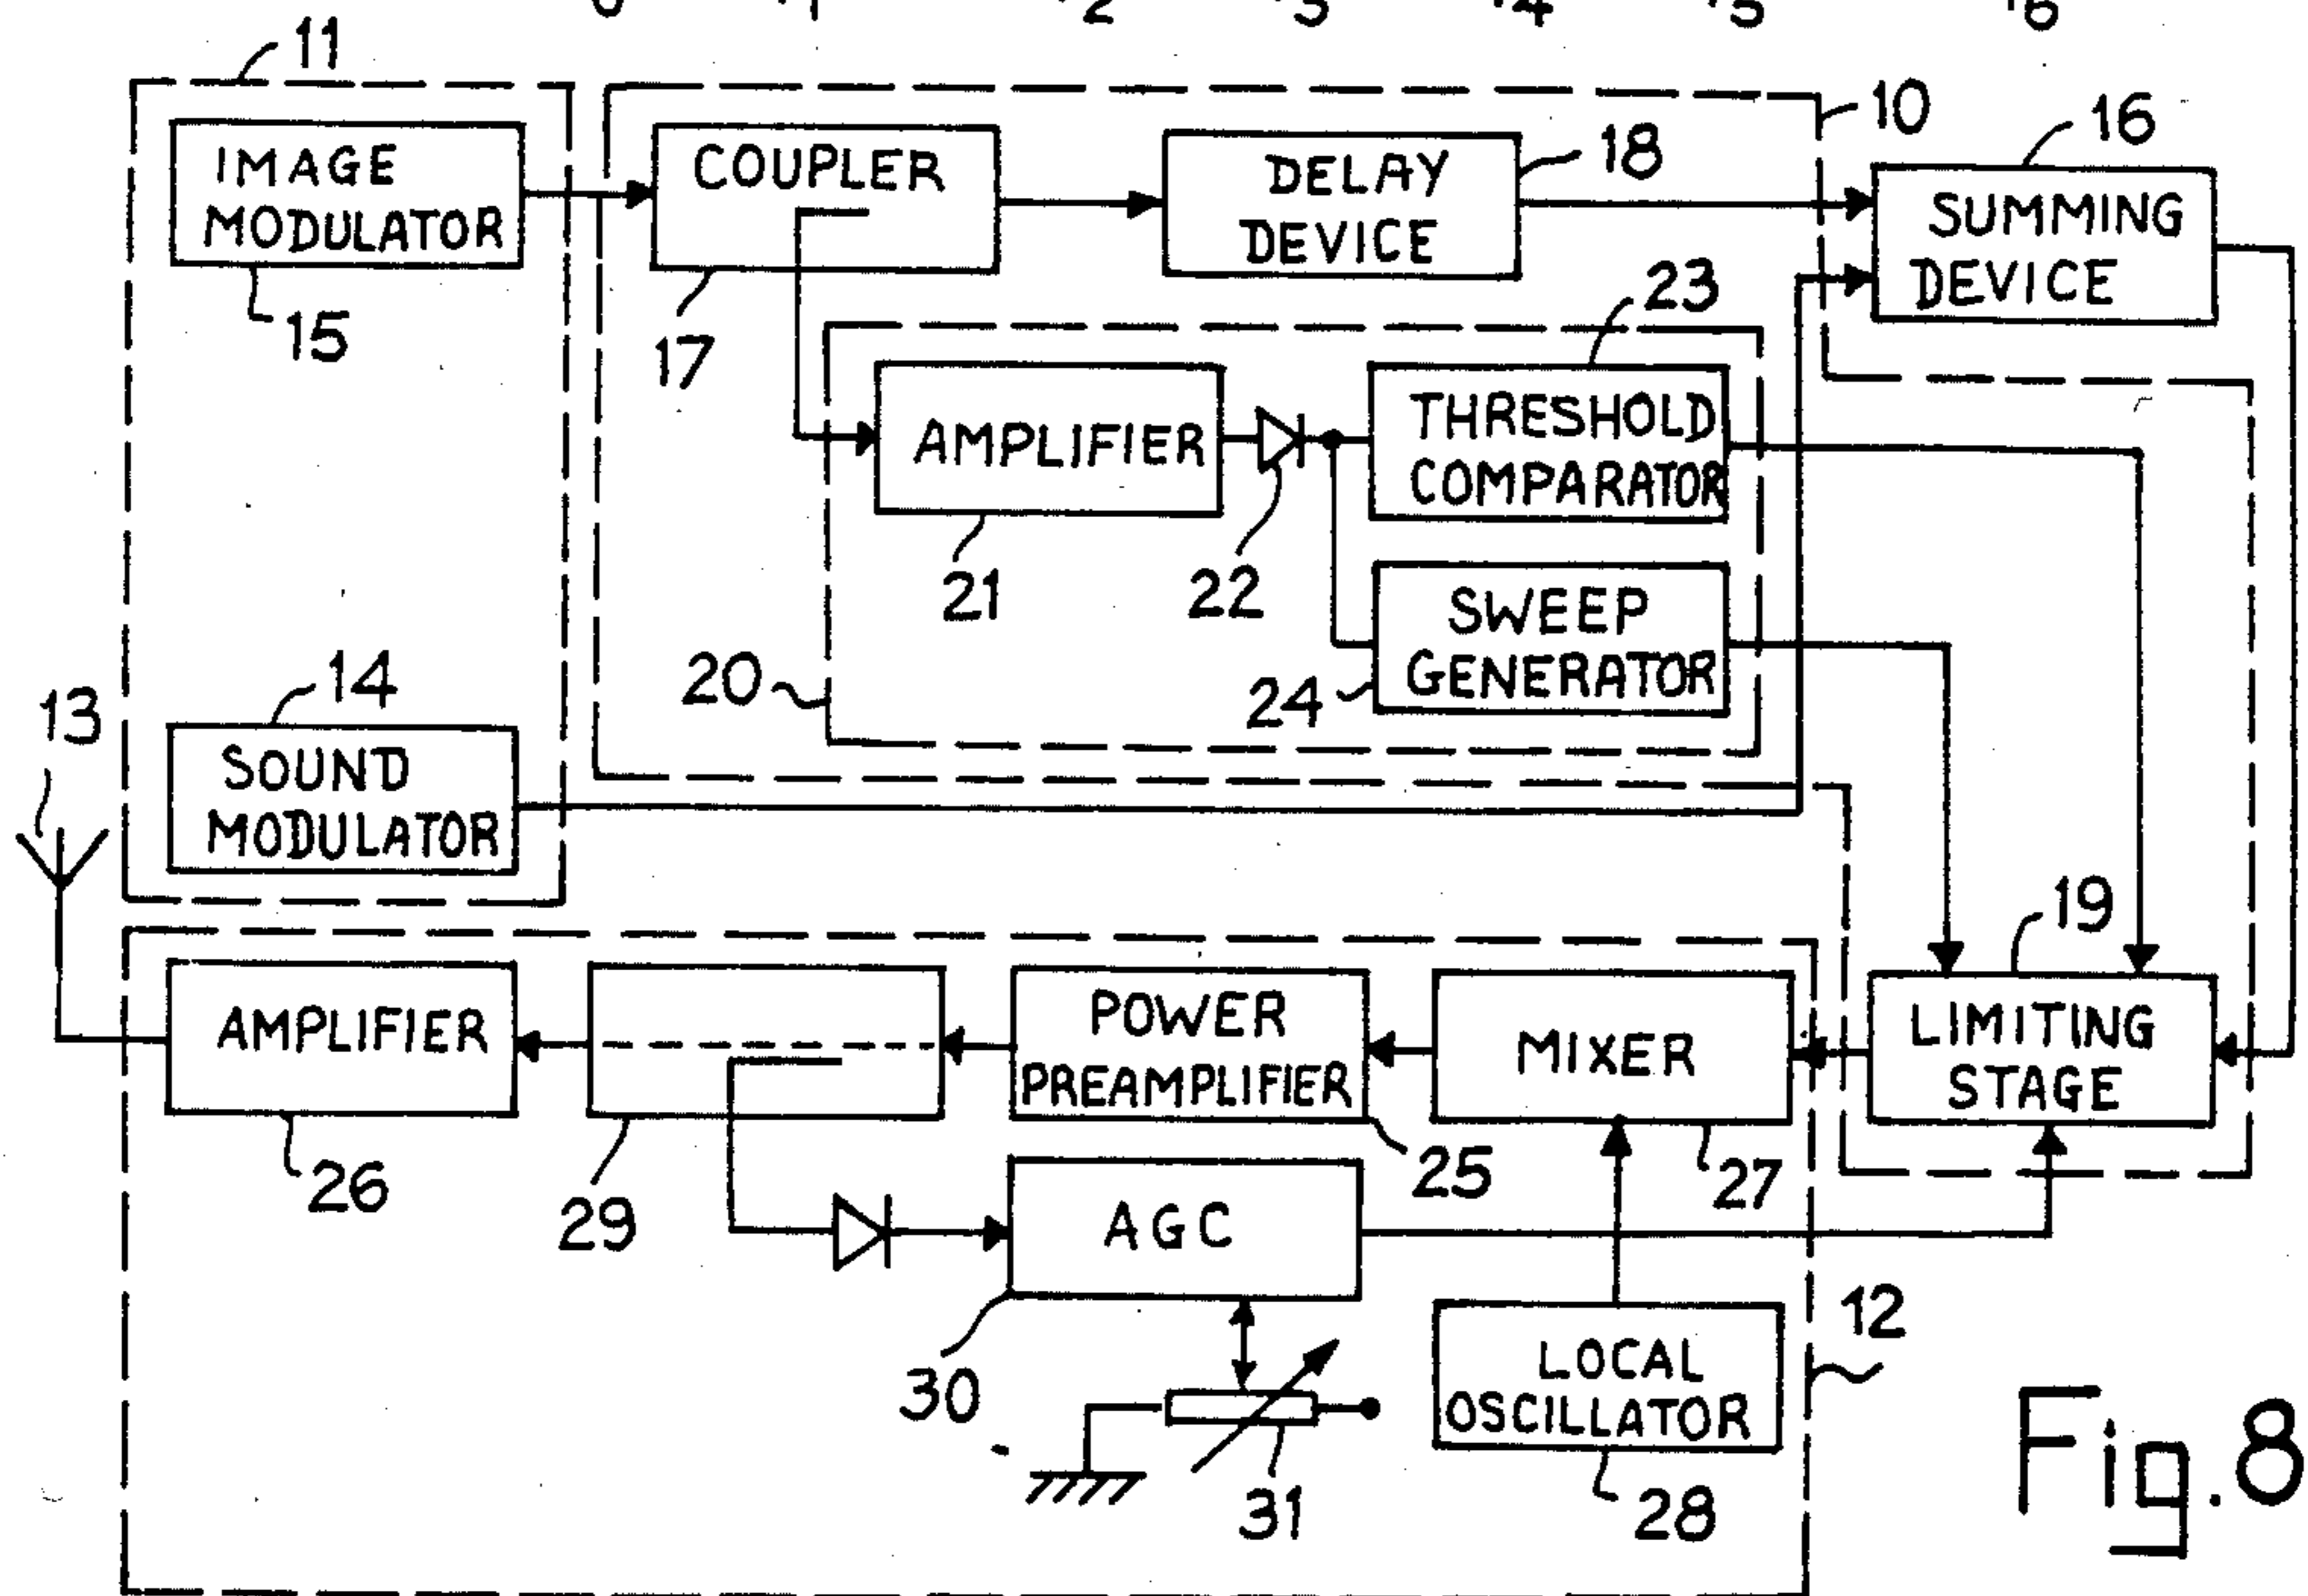 11
10
16
IMAGE
MODULATOR
15
COUPLER
17
DELAY
DEVICE
18
SUMMING
DEVICE
23
AMPLIFIER
21
22
THRESHOLD
COMPARATOR
SWEEP
GENERATOR
24
20
13
14
SOUND
MODULATOR
19
AMPLIFIER
26
29
POWER
PREAMPLIFIER
25
MIXER
27
LIMITING
STAGE
AGC
30
31
LOCAL
OSCILLATOR
28
12
Fig.8